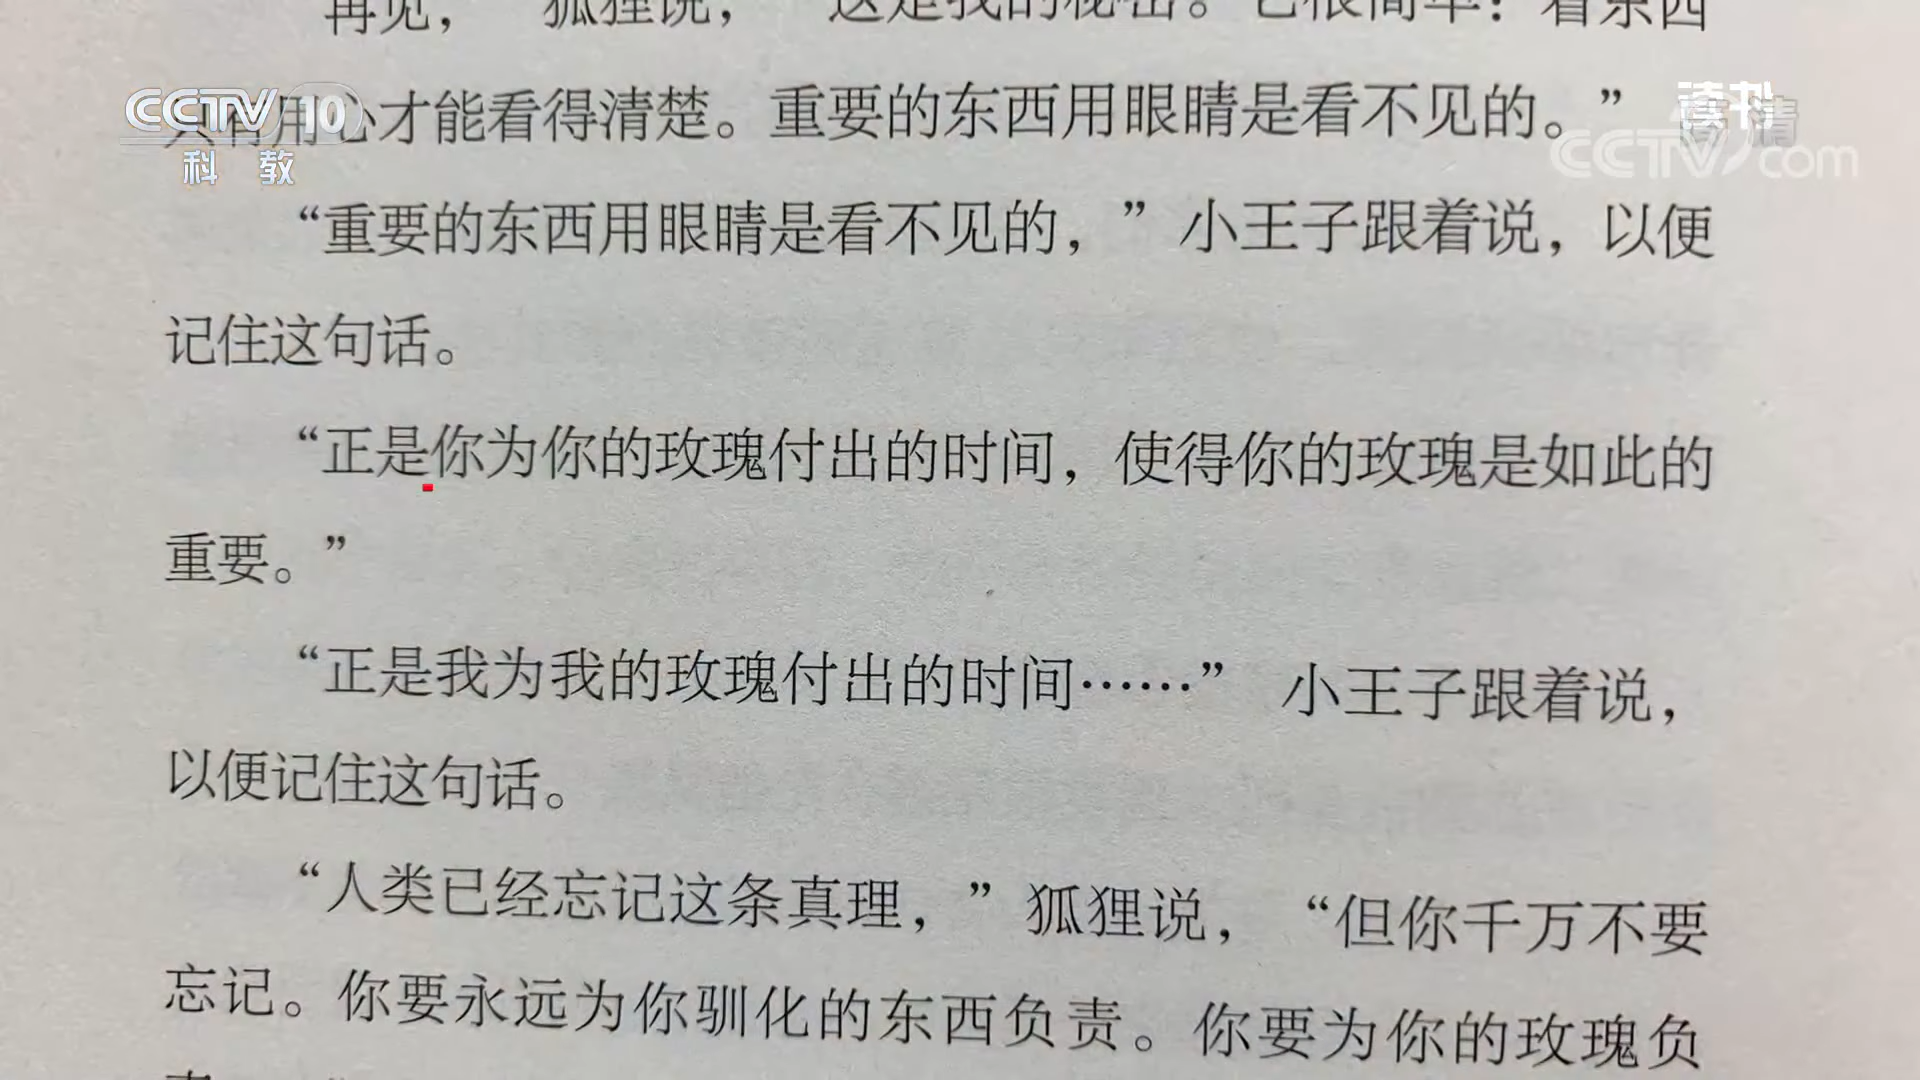 再见，”狐狸说，“这是我的秘密。它很简单：看东西
只有用心才能看得清楚。重要的东西用眼睛是看不见的。”
“重要的东西用眼睛是看不见的，”小王子跟着说，以便
记住这句话。
“正是你为你的玫瑰付出的时间，使得你的玫瑰是如此的
重要。”
“正是我为我的玫瑰付出的时间……” 小王子跟着说，
以便记住这句话。
“人类已经忘记这条真理，”狐狸说，“但你千万不要
忘记。你要永远为你驯化的东西负责。你要为你的玫瑰负
CCTV 10
科教
读书
CCTV.com